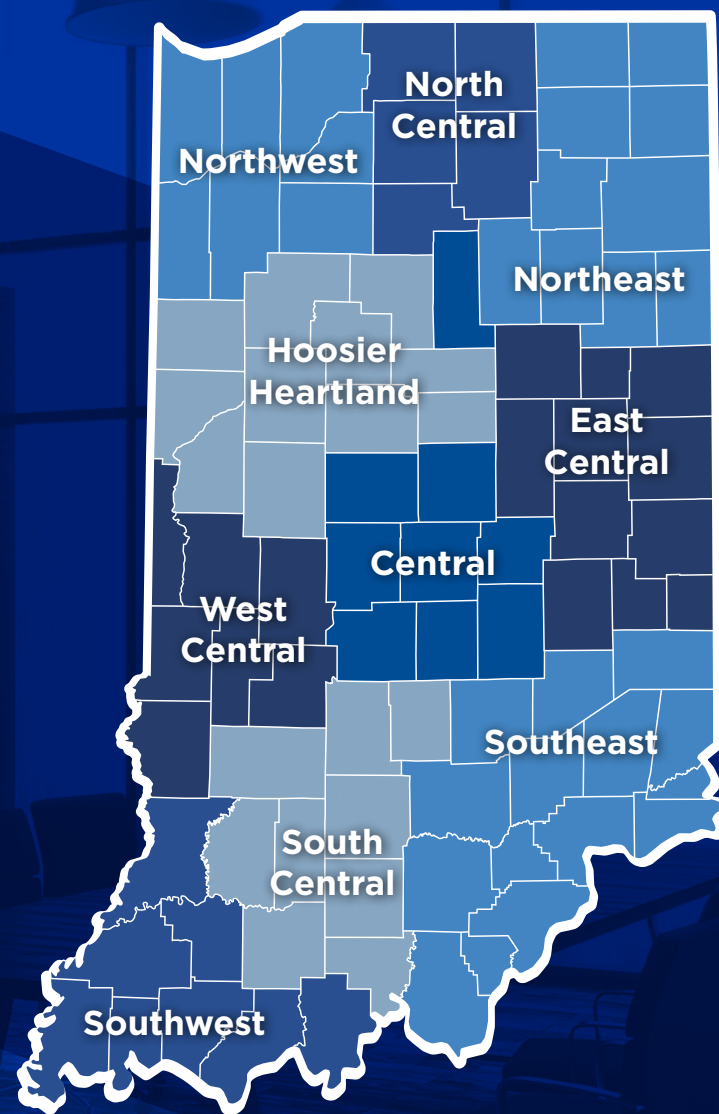 North
Central
Northwest
Northeast
Hoosier
Heartland
East
Central
Central
West
Central
Southeast
South
Central
Southwest